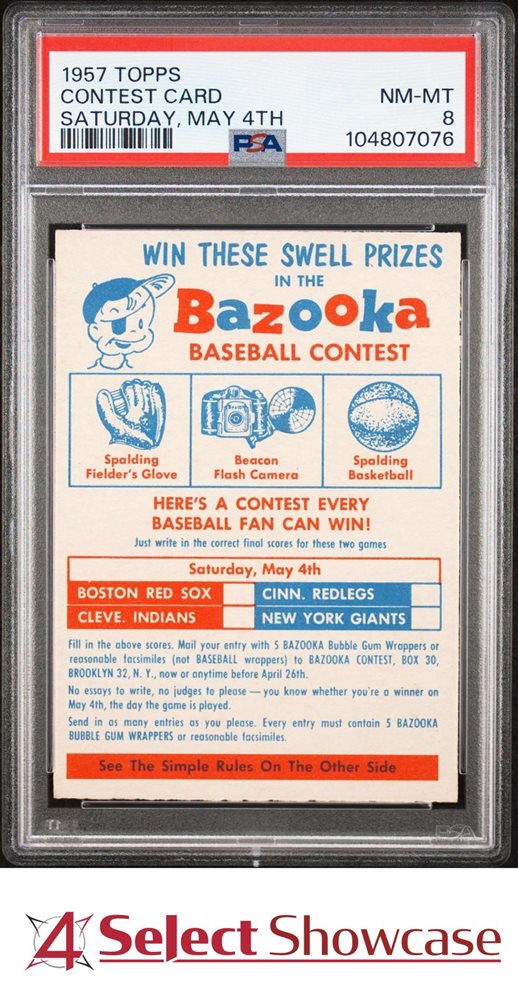 1957 TOPPS
CONTEST CARD NM-MT
SATURDAY, MAY 4TH 8
PSA 104807076
WIN THESE SWELL PRIZES
IN THE
Bazooka
BASEBALL CONTEST
Spalding Fielder's Glove
Beacon Flash Camera
Spalding Basketball
HERE'S A CONTEST EVERY
BASEBALL FAN CAN WIN!
Just write in the correct final scores for these two games
Saturday, May 4th
BOSTON RED SOX CINN. REDLEGS
CLEVE. INDIANS NEW YORK GIANTS
Fill in the above scores. Mail your entry with 5 BAZOOKA Bubble Gum Wrappers or
reasonable facsimiles (not BASEBALL wrappers) to BAZOOKA CONTEST, BOX 30,
BROOKLYN 32, N. Y., now or anytime before April 26th.
No essays to write, no judges to please — you know whether you're a winner on
May 4th, the day the game is played.
Send in as many entries as you please. Every entry must contain 5 BAZOOKA
BUBBLE GUM WRAPPERS or reasonable facsimiles.
See The Simple Rules On The Other Side
PSA
4 Select Showcase